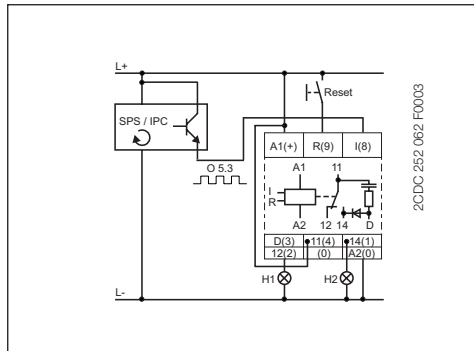 L+
Reset
SPS / IPC
A1(+) R(9) I(8)
O 5.3
A1 11
I
R
A2 12 14 D
D(3) 11(4) 14(1)
12(2) (0) A2(0)
H1 H2
L-
2CDC 252 062 F0003